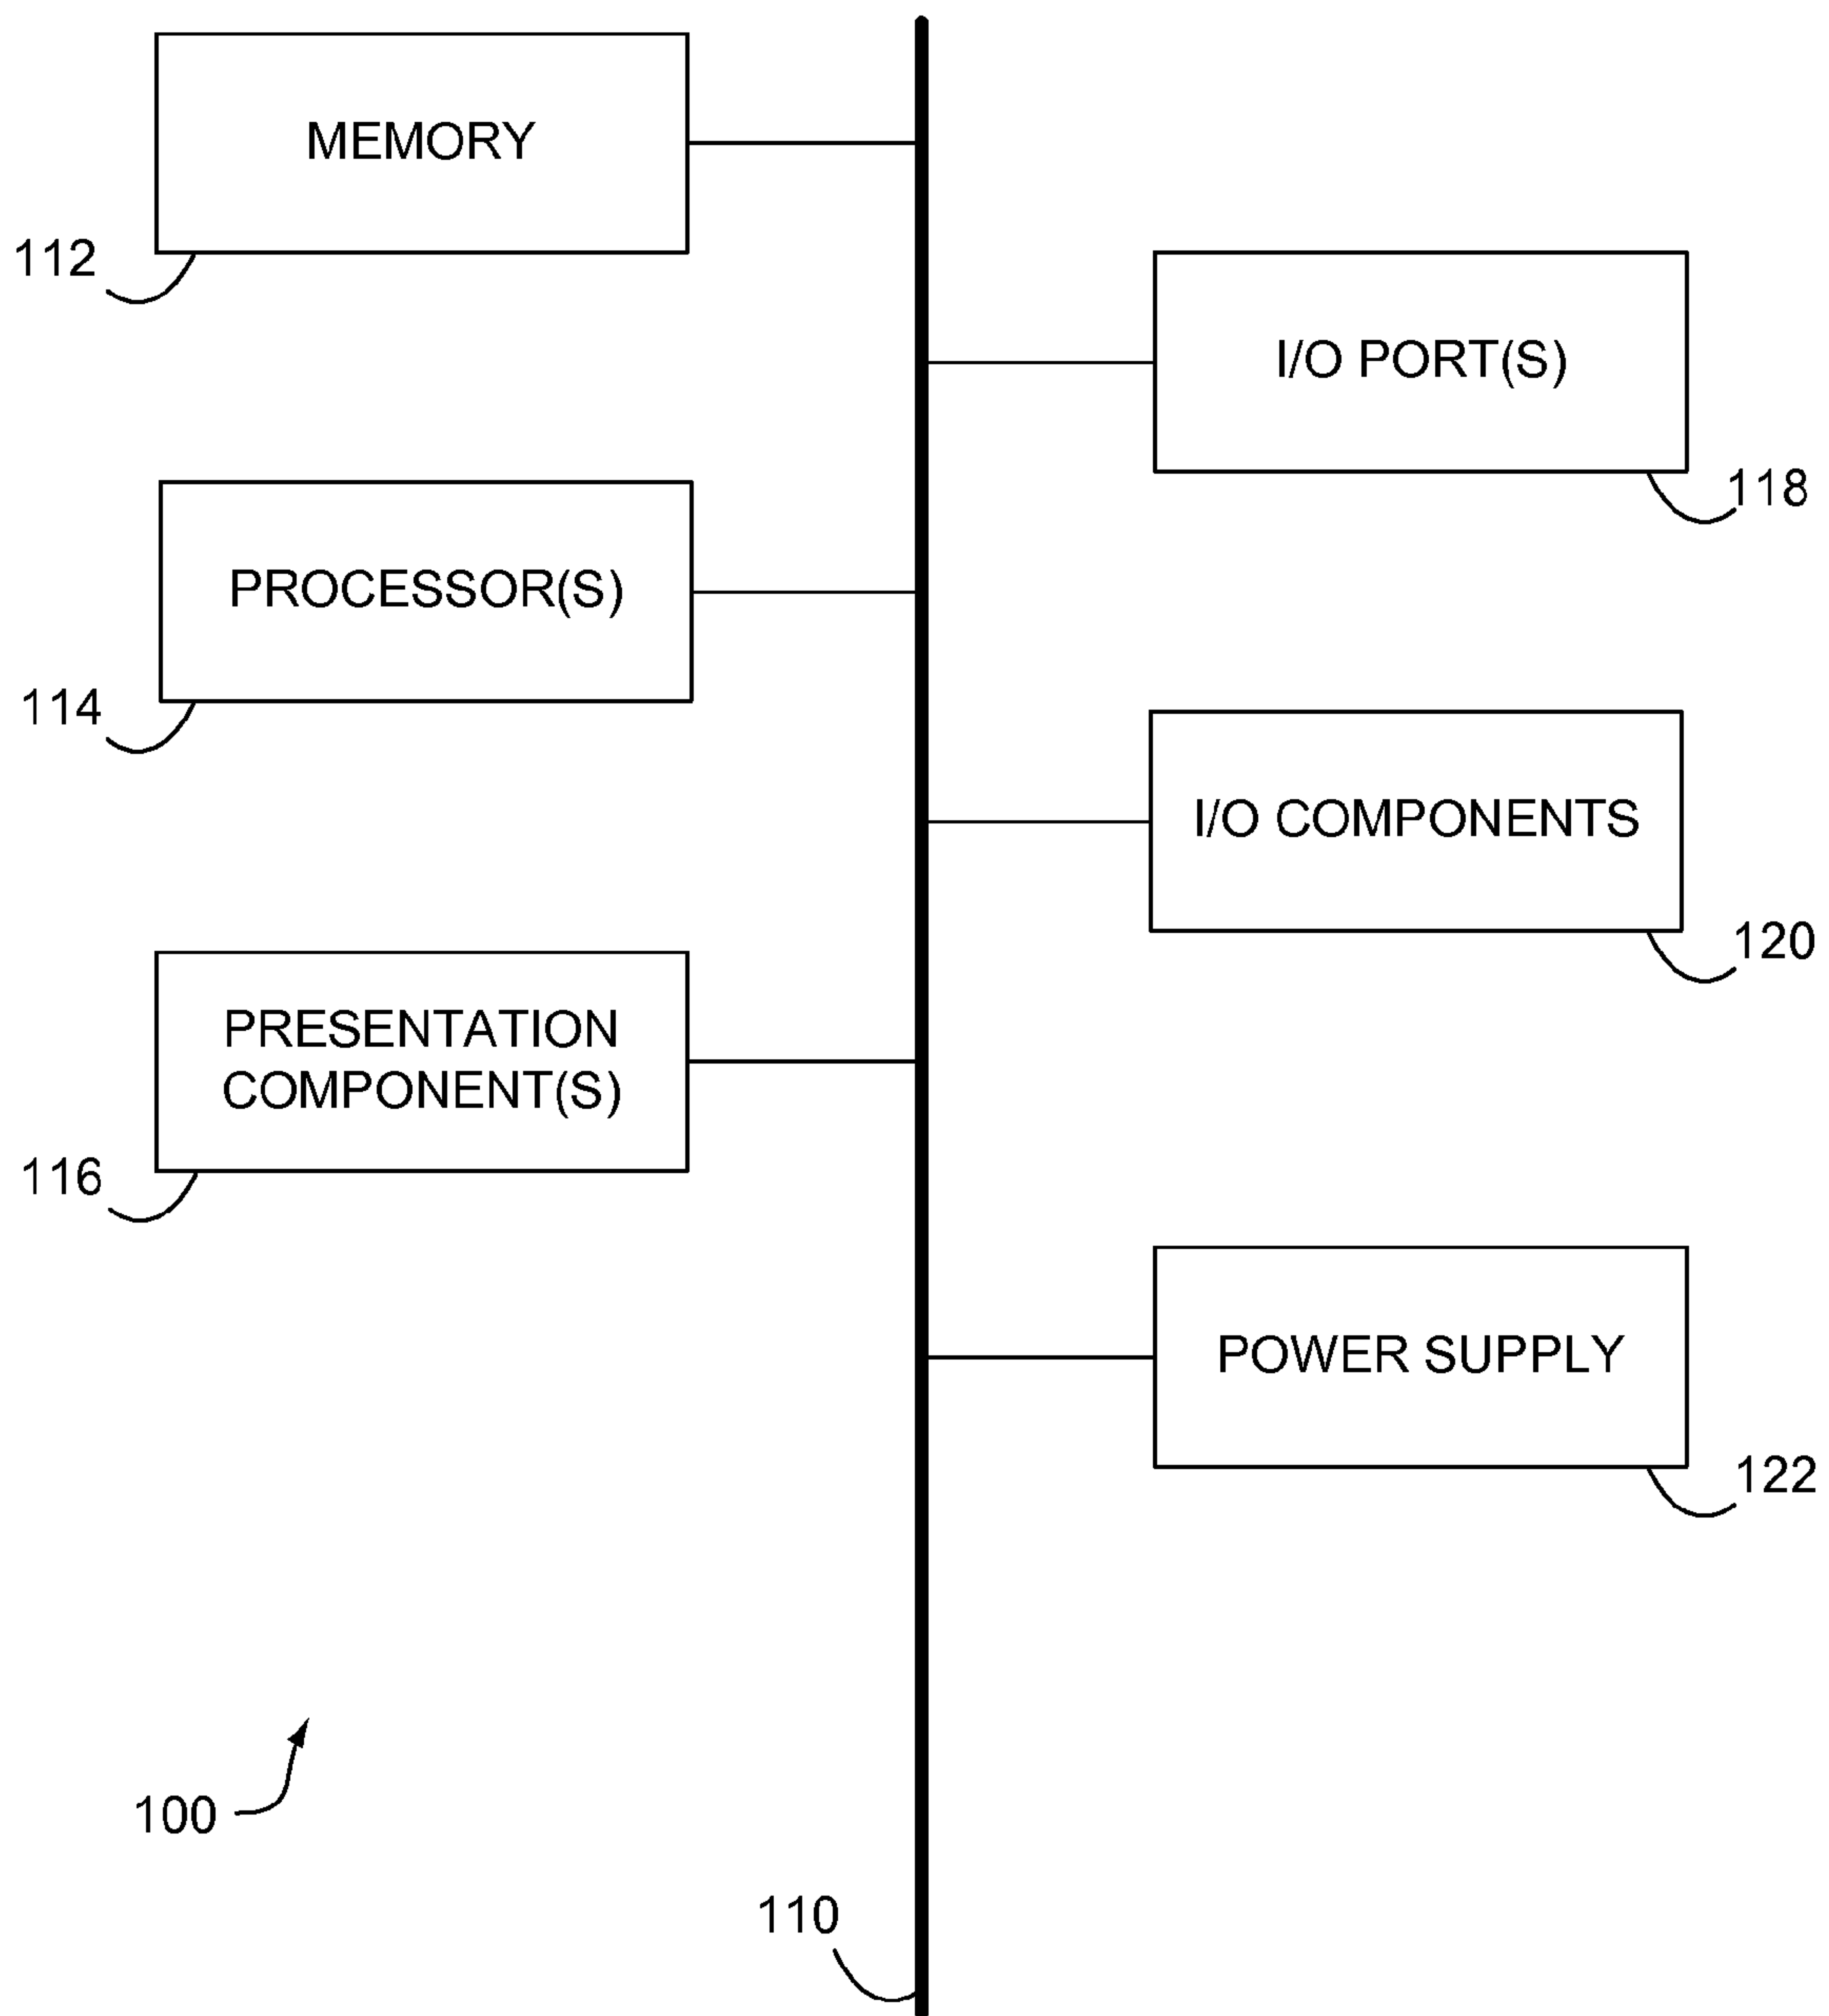 MEMORY
112
I/O PORT(S)
118
PROCESSOR(S)
114
I/O COMPONENTS
120
PRESENTATION
COMPONENT(S)
116
POWER SUPPLY
122
100
110